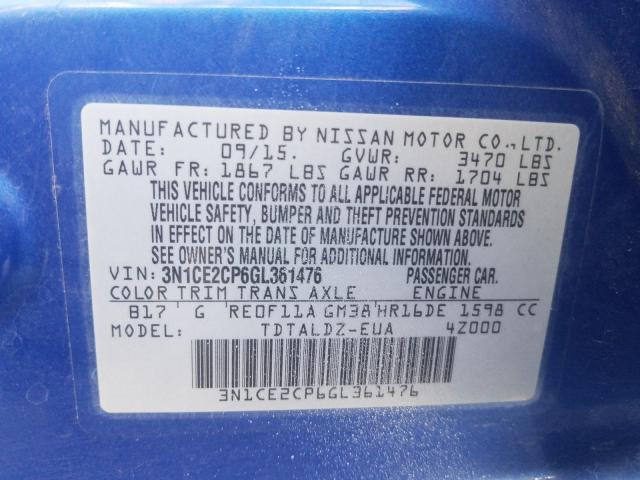 MANUFACTURED BY NISSAN MOTOR CO., LTD.
DATE: 09/15. GVWR: 3470 LBS
GAWR FR: 1867 LBS GAWR RR: 1704 LBS
THIS VEHICLE CONFORMS TO ALL APPLICABLE FEDERAL MOTOR
VEHICLE SAFETY, BUMPER AND THEFT PREVENTION STANDARDS
IN EFFECT ON THE DATE OF MANUFACTURE SHOWN ABOVE.
SEE OWNER'S MANUAL FOR ADDITIONAL INFORMATION.
VIN: 3N1CE2CP6GL361476 PASSENGER CAR.
COLOR TRIM TRANS AXLE ENGINE
B17 G RE0F11A GM38 HR16DE 1598 CC
MODEL: TDTALDZ-EUA 4Z000
3N1CE2CP6GL361476